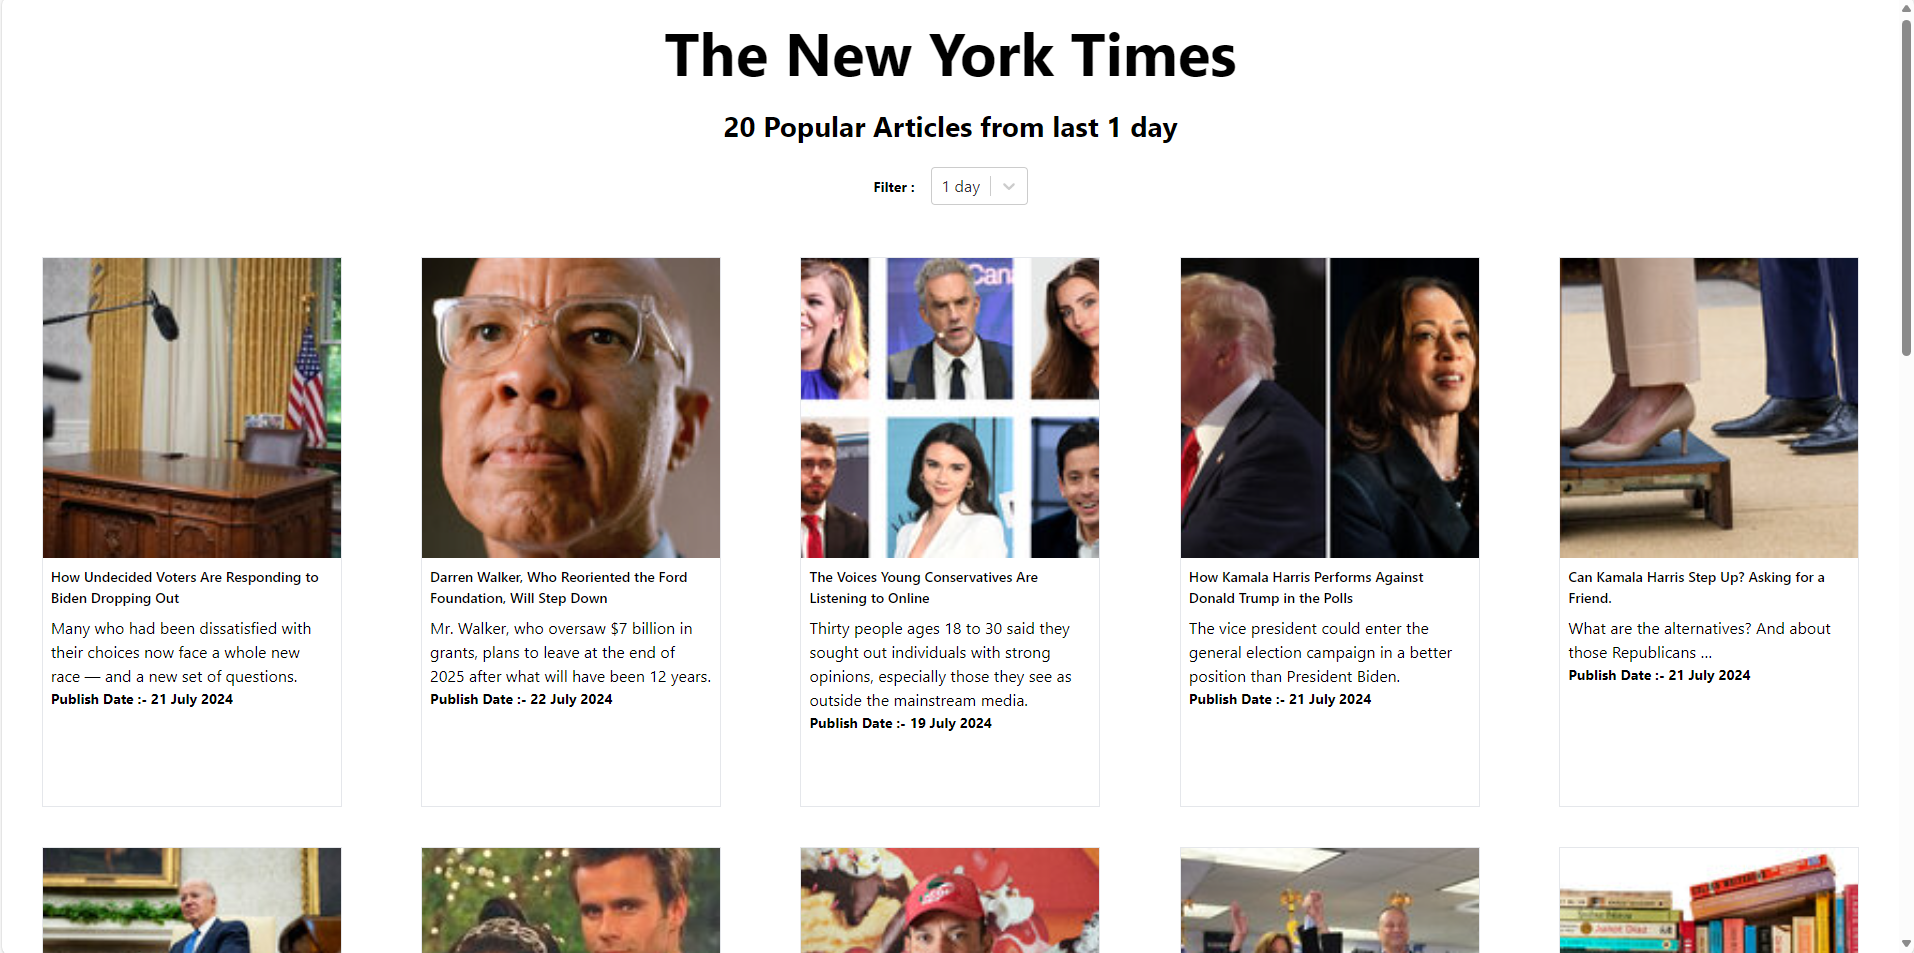 The New York Times
20 Popular Articles from last 1 day
Filter :
1 day
Can
How Undecided Voters Are Responding to
Biden Dropping Out
Many who had been dissatisfied with
their choices now face a whole new
race — and a new set of questions.
Publish Date :- 21 July 2024
Darren Walker, Who Reoriented the Ford
Foundation, Will Step Down
Mr. Walker, who oversaw $7 billion in
grants, plans to leave at the end of
2025 after what will have been 12 years.
Publish Date :- 22 July 2024
The Voices Young Conservatives Are
Listening to Online
Thirty people ages 18 to 30 said they
sought out individuals with strong
opinions, especially those they see as
outside the mainstream media.
Publish Date :- 19 July 2024
How Kamala Harris Performs Against
Donald Trump in the Polls
The vice president could enter the
general election campaign in a better
position than President Biden.
Publish Date :- 21 July 2024
Can Kamala Harris Step Up? Asking for a
Friend.
What are the alternatives? And about
those Republicans ...
Publish Date :- 21 July 2024